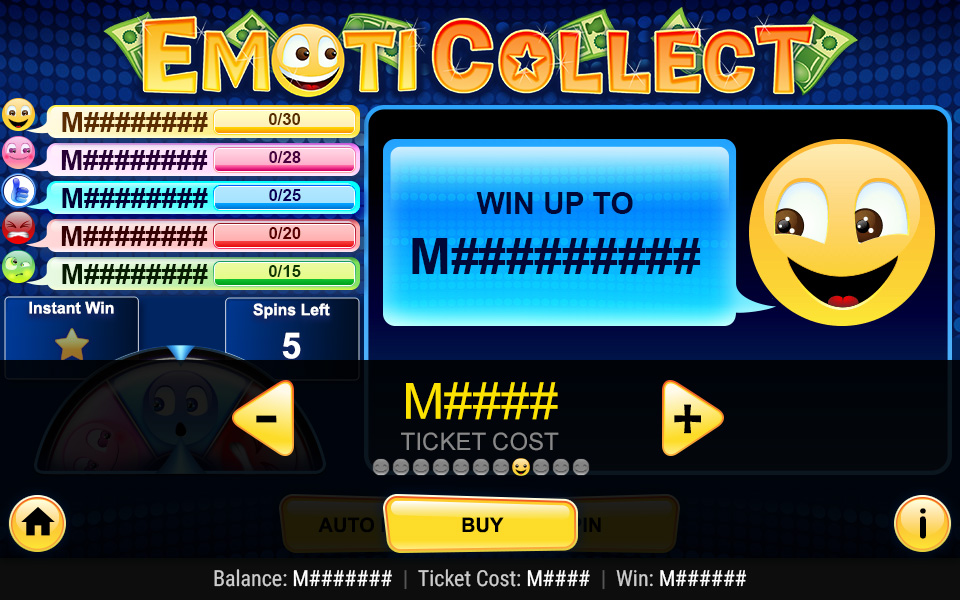 EMOTICOLLECT
M######## 0/30
M######## 0/28
M######## 0/25
M######## 0/20
M######## 0/15
WIN UP TO
M#########
Instant Win
Spins Left
5
-
M####
+
TICKET COST
AUTO
BUY
IN
i
Balance: M####### | Ticket Cost: M#### | Win: M######